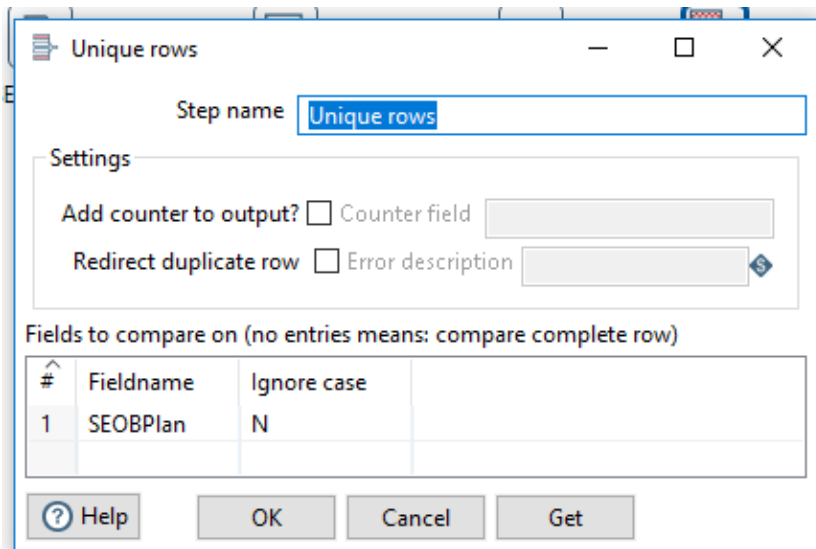 Unique rows
Step name Unique rows
Settings
Add counter to output? Counter field
Redirect duplicate row Error description
Fields to compare on (no entries means: compare complete row)
# Fieldname Ignore case
1 SEOBPlan N
Help OK Cancel Get